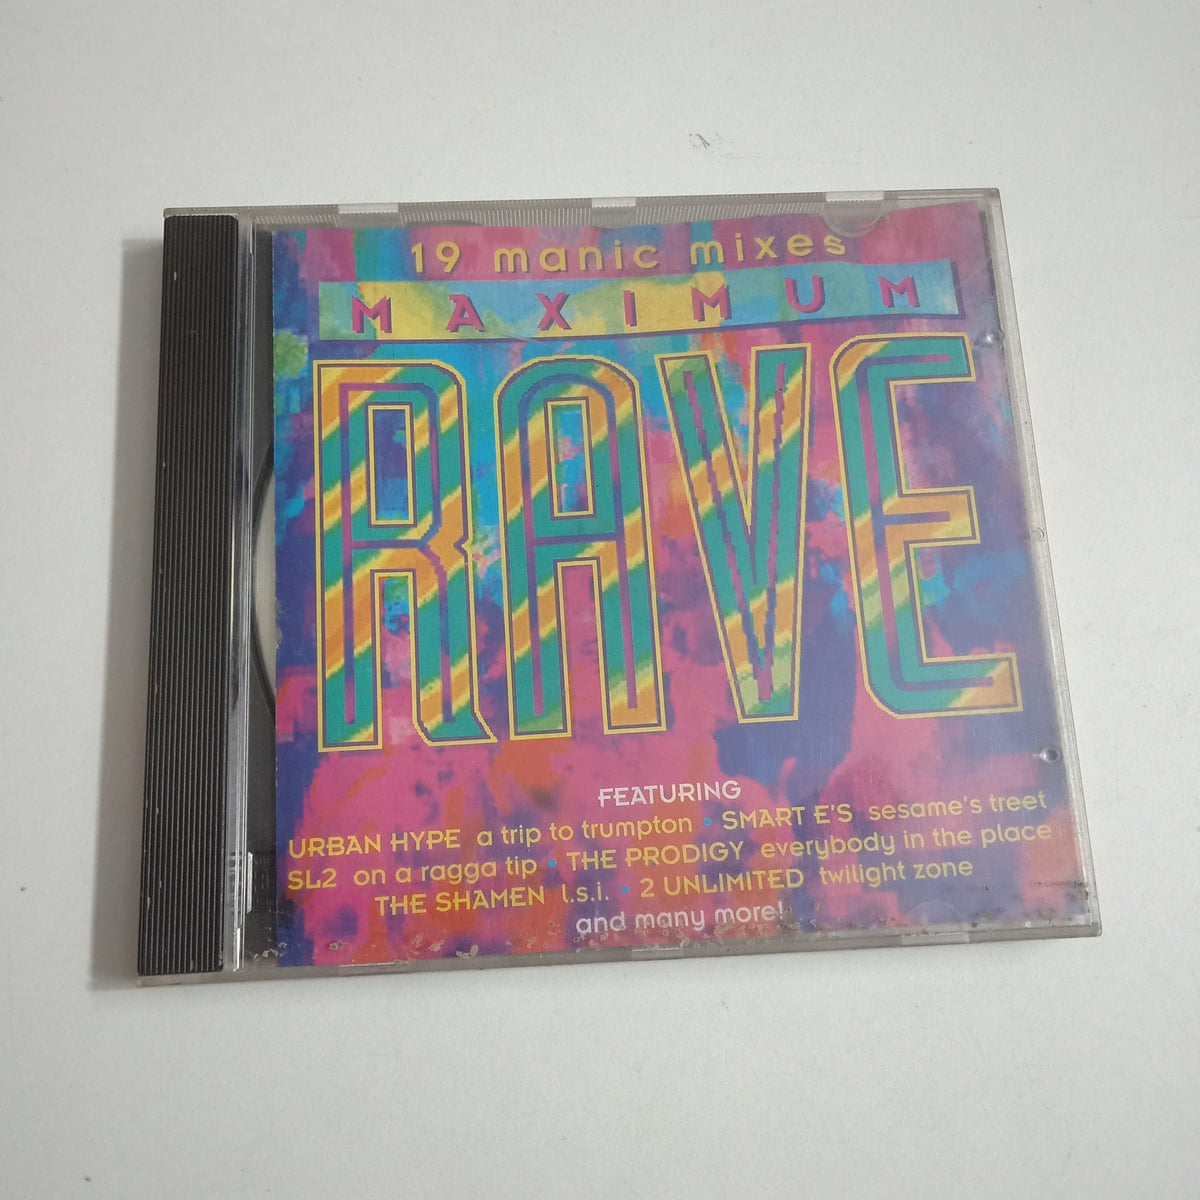 19 manic mixes
MAXIMUM
RAVE
FEATURING
URBAN HYPE a trip to trumpton • SMART E'S sesame's treet
SL2 on a ragga tip • THE PRODIGY everybody in the place
THE SHAMEN l.s.i. • 2 UNLIMITED twilight zone
and many more!